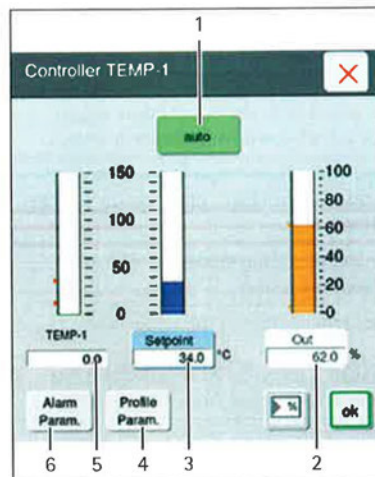 1
Controller TEMP-1
auto
150
100
50
0
100
80
60
40
20
0
TEMP-1
0.0
Setpoint
34.0 °C
Out
62.0 %
Alarm
Param.
Profile
Param.
%
ok
6 5 4 3 2